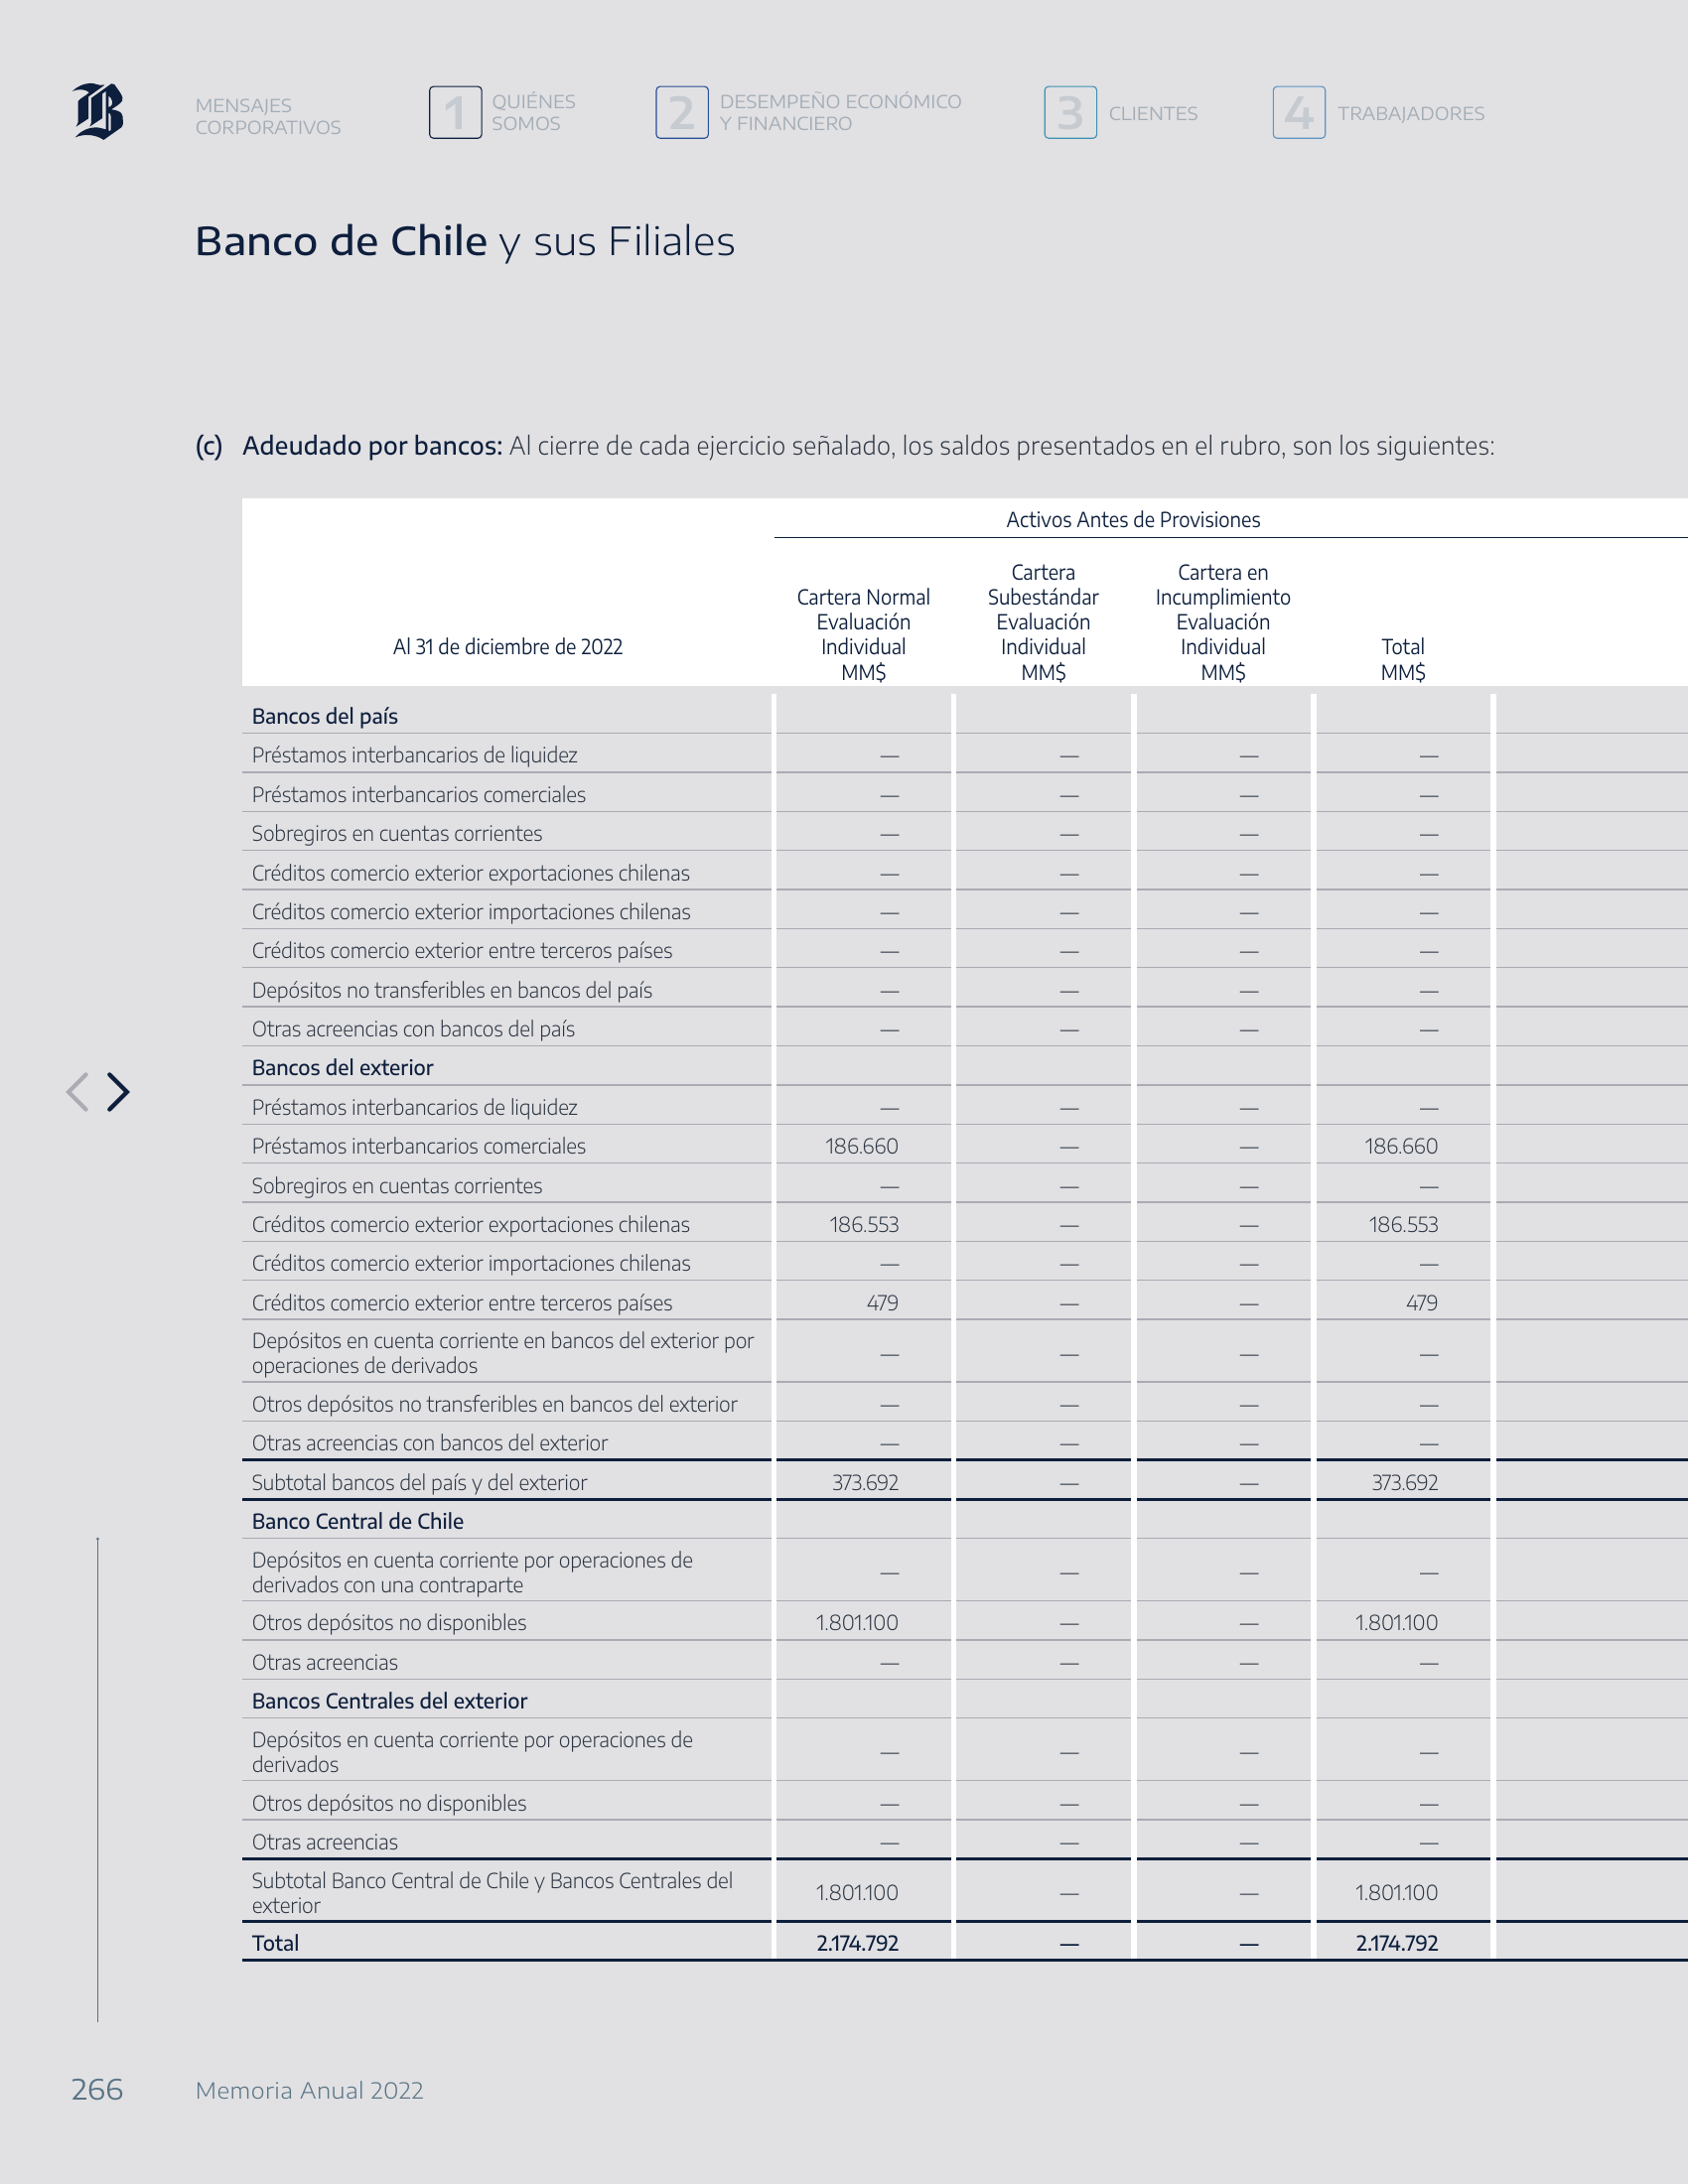 B
MENSAJES
CORPORATIVOS
1
QUIÉNES
SOMOS
2
DESEMPEÑO ECONÓMICO
Y FINANCIERO
3
CLIENTES
4
TRABAJADORES
Banco de Chile y sus Filiales
(c) Adeudado por bancos: Al cierre de cada ejercicio señalado, los saldos presentados en el rubro, son los siguientes:
Activos Antes de Provisiones
Al 31 de diciembre de 2022
Cartera Normal
Evaluación
Individual
MM$
Cartera
Subestándar
Evaluación
Individual
MM$
Cartera en
Incumplimiento
Evaluación
Individual
MM$
Total
MM$
Bancos del país
Préstamos interbancarios de liquidez — — — —
Préstamos interbancarios comerciales — — — —
Sobregiros en cuentas corrientes — — — —
Créditos comercio exterior exportaciones chilenas — — — —
Créditos comercio exterior importaciones chilenas — — — —
Créditos comercio exterior entre terceros países — — — —
Depósitos no transferibles en bancos del país — — — —
Otras acreencias con bancos del país — — — —
Bancos del exterior
Préstamos interbancarios de liquidez — — — —
Préstamos interbancarios comerciales 186.660 — — 186.660
Sobregiros en cuentas corrientes — — — —
Créditos comercio exterior exportaciones chilenas 186.553 — — 186.553
Créditos comercio exterior importaciones chilenas — — — —
Créditos comercio exterior entre terceros países 479 — — 479
Depósitos en cuenta corriente en bancos del exterior por
operaciones de derivados — — — —
Otros depósitos no transferibles en bancos del exterior — — — —
Otras acreencias con bancos del exterior — — — —
Subtotal bancos del país y del exterior 373.692 — — 373.692
Banco Central de Chile
Depósitos en cuenta corriente por operaciones de
derivados con una contraparte — — — —
Otros depósitos no disponibles 1.801.100 — — 1.801.100
Otras acreencias — — — —
Bancos Centrales del exterior
Depósitos en cuenta corriente por operaciones de
derivados — — — —
Otros depósitos no disponibles — — — —
Otras acreencias — — — —
Subtotal Banco Central de Chile y Bancos Centrales del
exterior 1.801.100 — — 1.801.100
Total 2.174.792 — — 2.174.792
266
Memoria Anual 2022